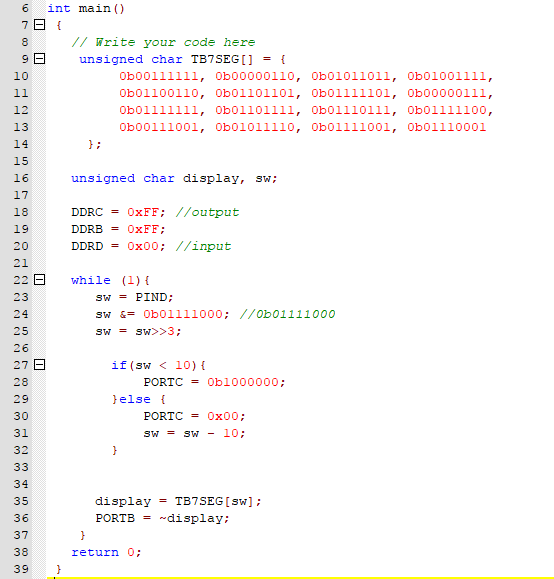 6 int main()
7 {
8 // Write your code here
9 unsigned char TB7SEG[] = {
10 0b00111111, 0b00000110, 0b01011011, 0b01001111,
11 0b01100110, 0b01101101, 0b01111101, 0b00000111,
12 0b01111111, 0b01101111, 0b01110111, 0b01111100,
13 0b00111001, 0b01011110, 0b01111001, 0b01110001
14 };
15
16 unsigned char display, sw;
17
18 DDRC = 0xFF; //output
19 DDRB = 0xFF;
20 DDRD = 0x00; //input
21
22 while (1){
23 sw = PIND;
24 sw &= 0b01111000; //0b01111000
25 sw = sw>>3;
26
27 if(sw < 10){
28 PORTC = 0b1000000;
29 }else {
30 PORTC = 0x00;
31 sw = sw - 10;
32 }
33
34
35 display = TB7SEG[sw];
36 PORTB = ~display;
37 }
38 return 0;
39 }